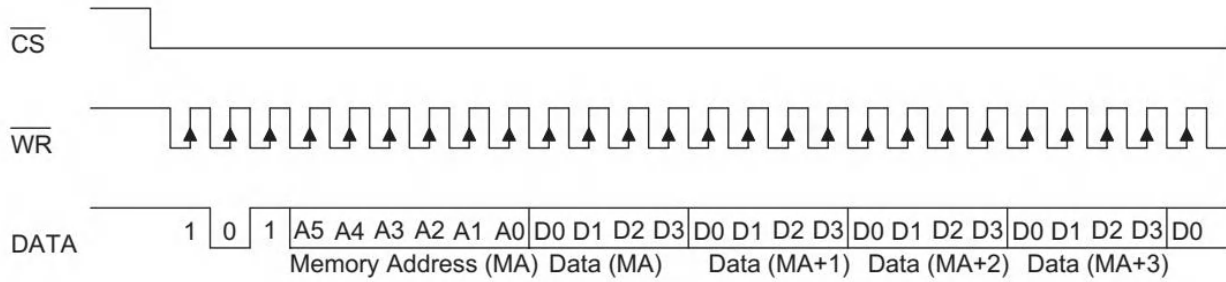 CS
WR
DATA 1 0 1 A5 A4 A3 A2 A1 A0 D0 D1 D2 D3 D0 D1 D2 D3 D0 D1 D2 D3 D0 D1 D2 D3 D0
Memory Address (MA) Data (MA) Data (MA+1) Data (MA+2) Data (MA+3)